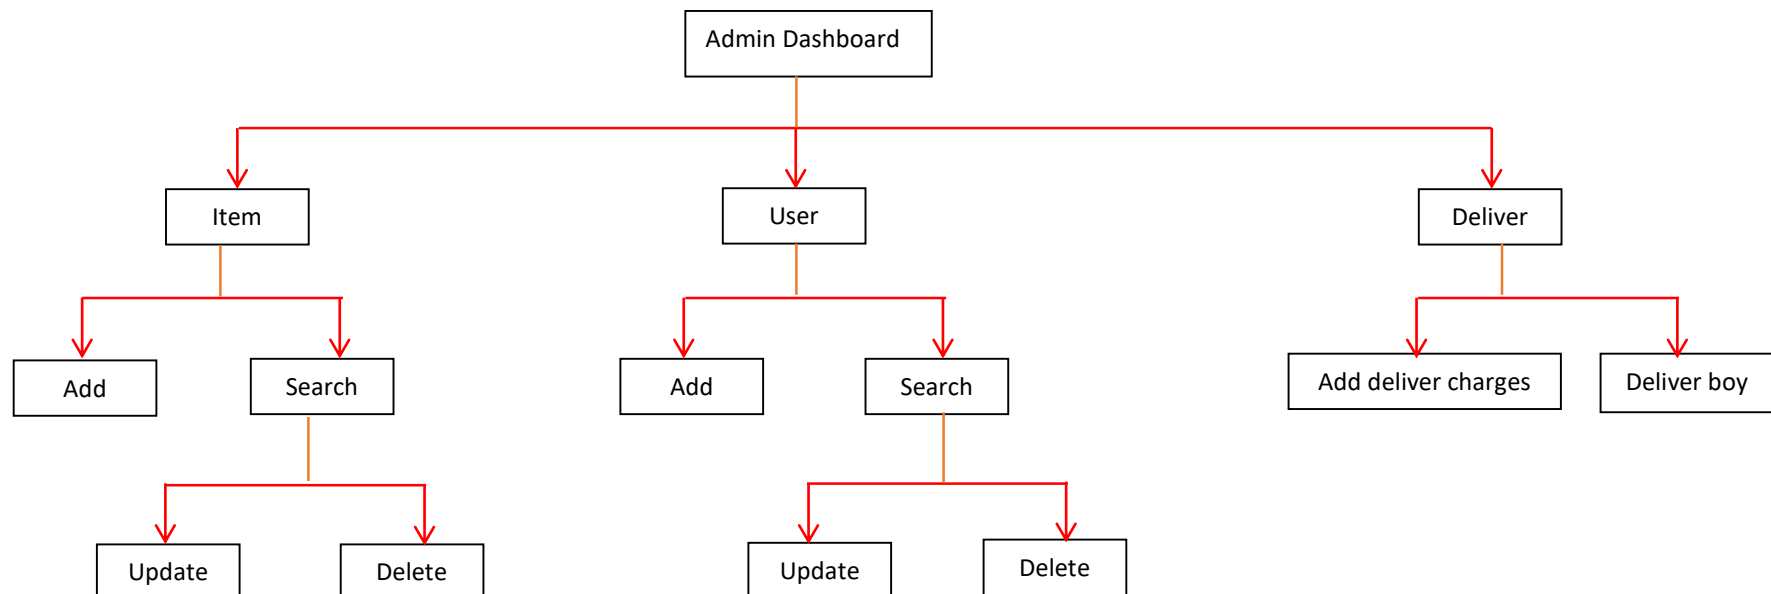 Admin Dashboard
Item
User
Deliver
Add
Search
Add
Search
Add deliver charges
Deliver boy
Update
Delete
Update
Delete